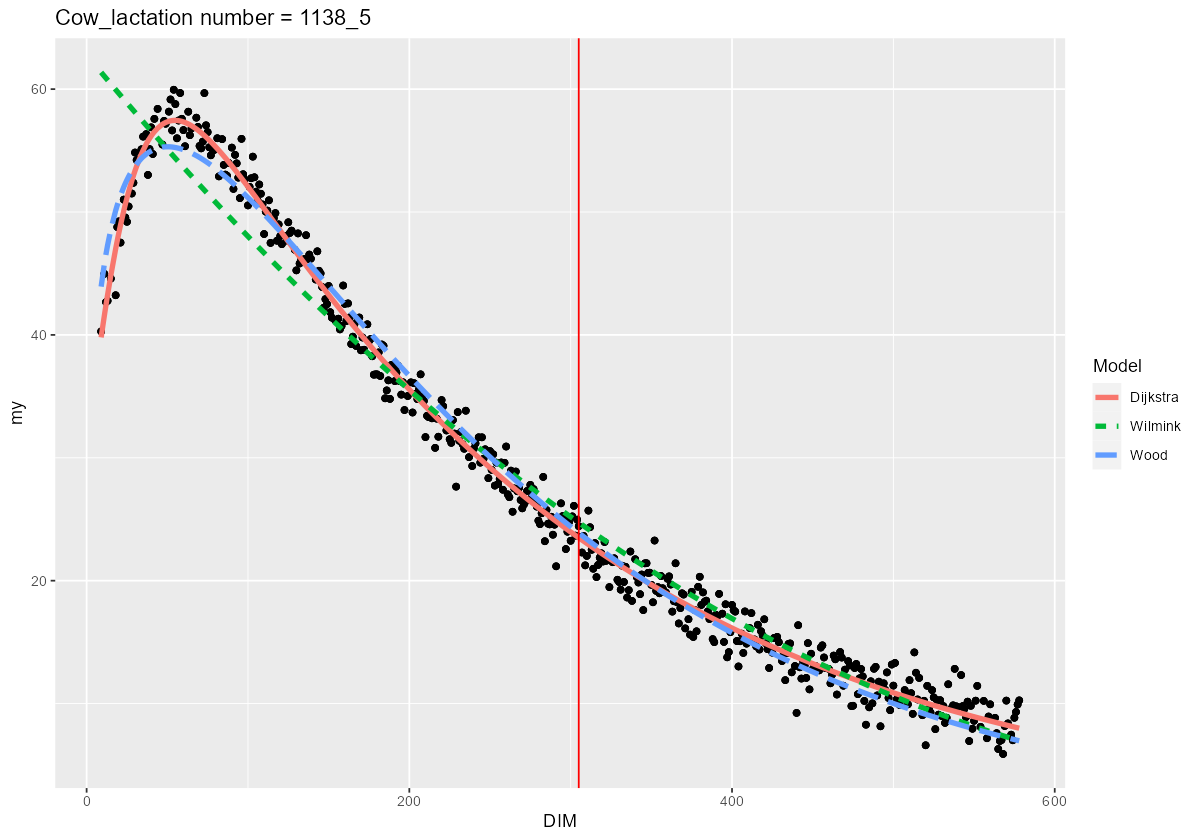 Cow_lactation number = 1138_5
60
40
20
my
0
200
400
600
DIM
Model
Dijkstra
Wilmink
Wood